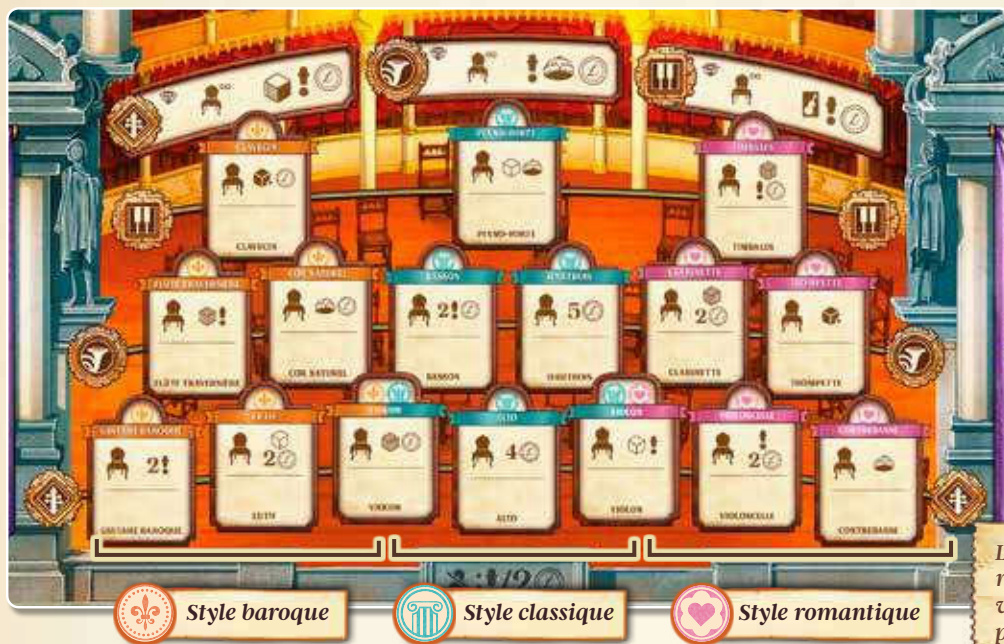 CLAVECIN
PIANO-FORTE
TIMBALES
CLAVECIN
PIANO-FORTE
TIMBALES
FLÛTE TRAVERSIÈRE
COR NATUREL
BASSON
HAUTBOIS
CLARINETTE
TROMPETTE
2
5
2
FLÛTE TRAVERSIÈRE
COR NATUREL
BASSON
HAUTBOIS
CLARINETTE
TROMPETTE
GUITARE BAROQUE
LUTH
VIOLON
ALTO
VIOLON
VIOLONCELLE
CONTREBASSE
2
2
4
2
GUITARE BAROQUE
LUTH
VIOLON
ALTO
VIOLON
VIOLONCELLE
CONTREBASSE
Style baroque
Style classique
Style romantique